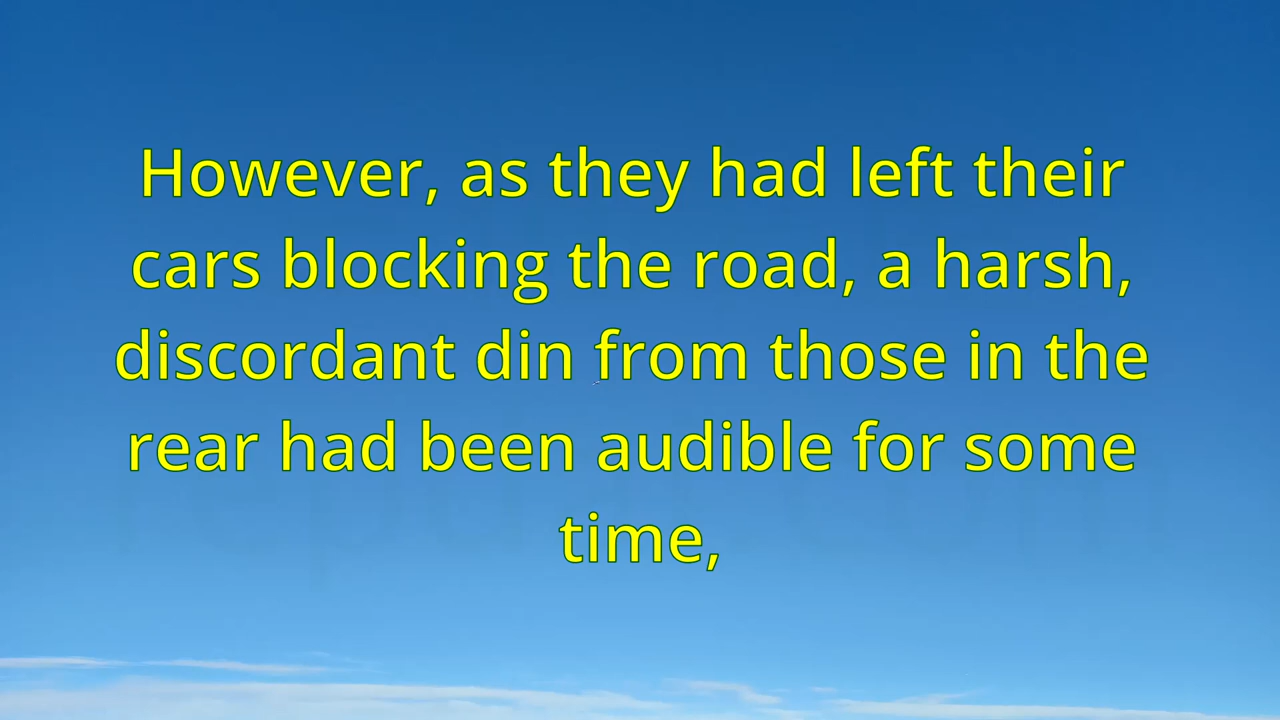 However, as they had left their
cars blocking the road, a harsh,
discordant din from those in the
rear had been audible for some
time,